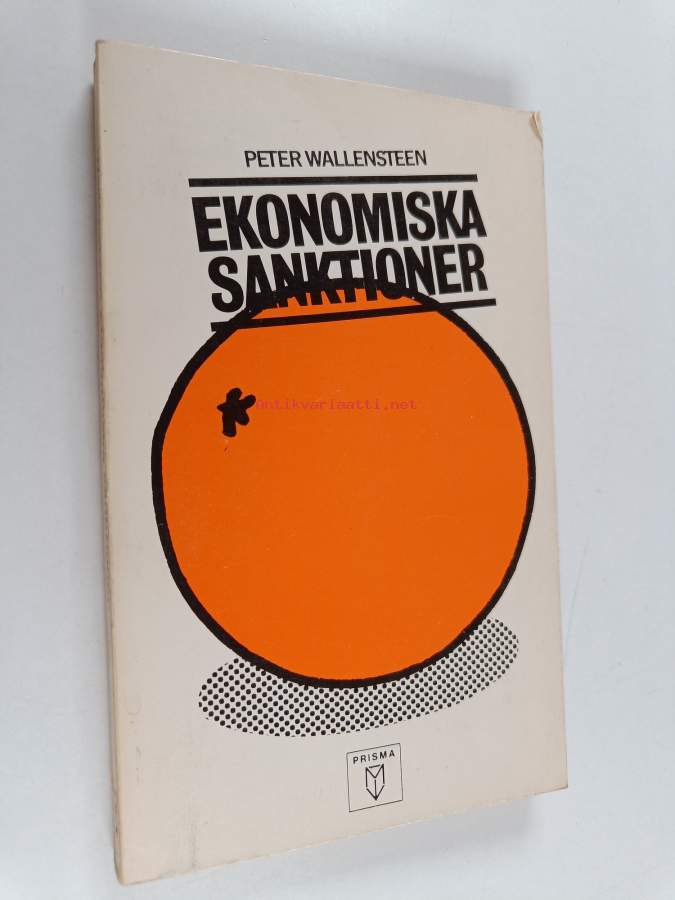 PETER WALLENSTEEN
EKONOMISKA
SANKTIONER
Antikvariaatti.net
PRISMA